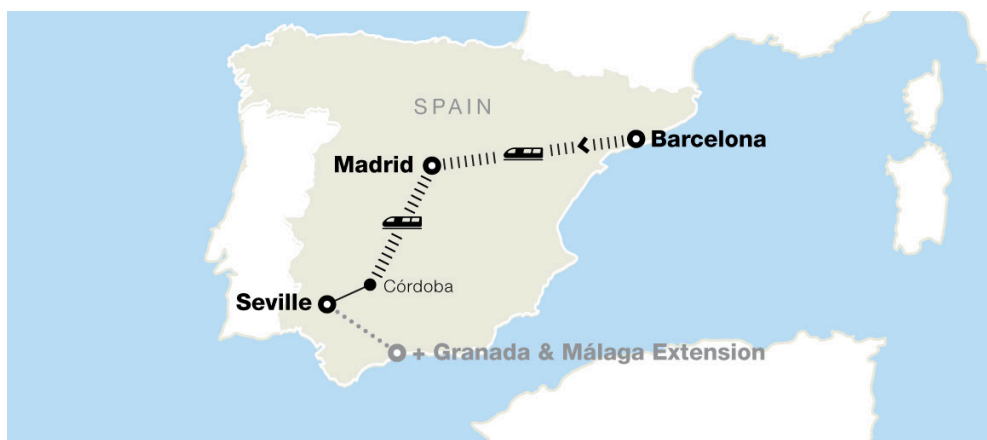 SPAIN
Barcelona
Madrid
Córdoba
Seville
+ Granada & Málaga Extension